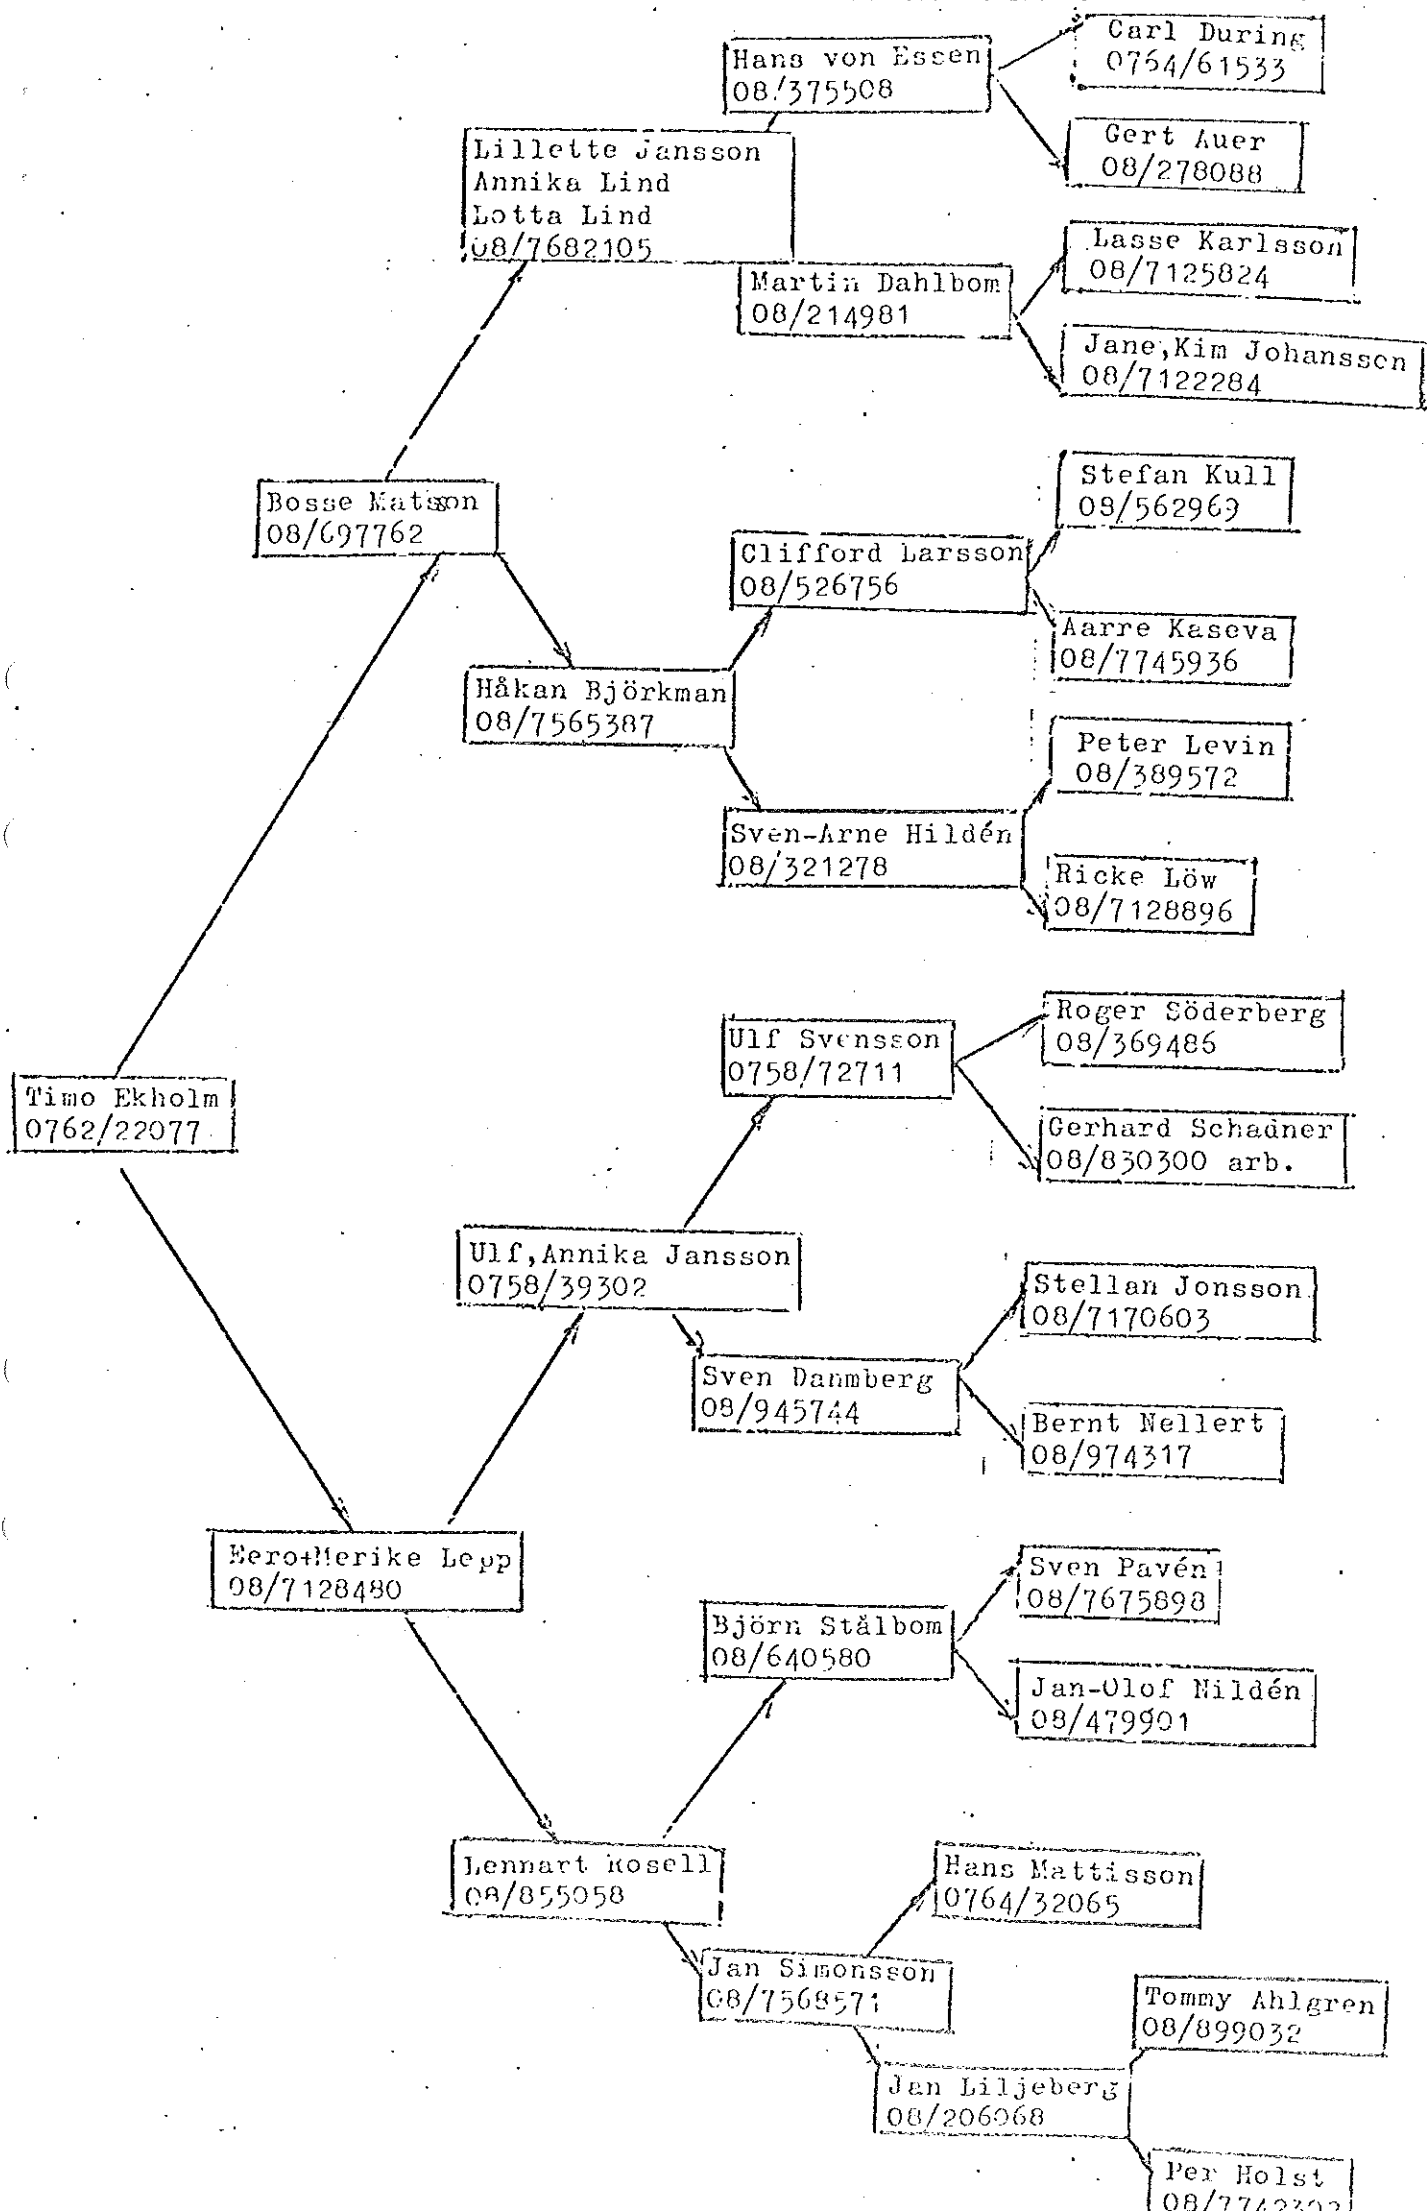 Carl During
0764/61533
Hans von Essen
08/375508
Gert Auer
08/278088
Lillette Jansson
Annika Lind
Lotta Lind
08/7682105
Lasse Karlsson
08/7125824
Martin Dahlbom
08/214981
Jane,Kim Johansson
08/7122284
Stefan Kull
08/562969
Bosse Matsson
08/697762
Clifford Larsson
08/526756
Aarre Kaseva
08/7745936
Håkan Björkman
08/7565387
Peter Levin
08/389572
Sven-Arne Hildén
08/321278
Ricke Löw
08/7128896
Roger Söderberg
08/369486
Ulf Svensson
0758/72711
Timo Ekholm
0762/22077
Gerhard Schadner
08/830300 arb.
Ulf,Annika Jansson
0758/39302
Stellan Jonsson
08/7170603
Sven Danmberg
08/945744
Bernt Nellert
08/974317
Eero+Merike Lepp
08/7128480
Sven Pavén
08/7675898
Björn Stålbom
08/640580
Jan-Olof Nildén
08/479901
Lennart Rosell
08/855058
Hans Mattisson
0764/32065
Jan Simonsson
08/7568571
Tommy Ahlgren
08/899032
Jan Liljeberg
08/206068
Per Holst